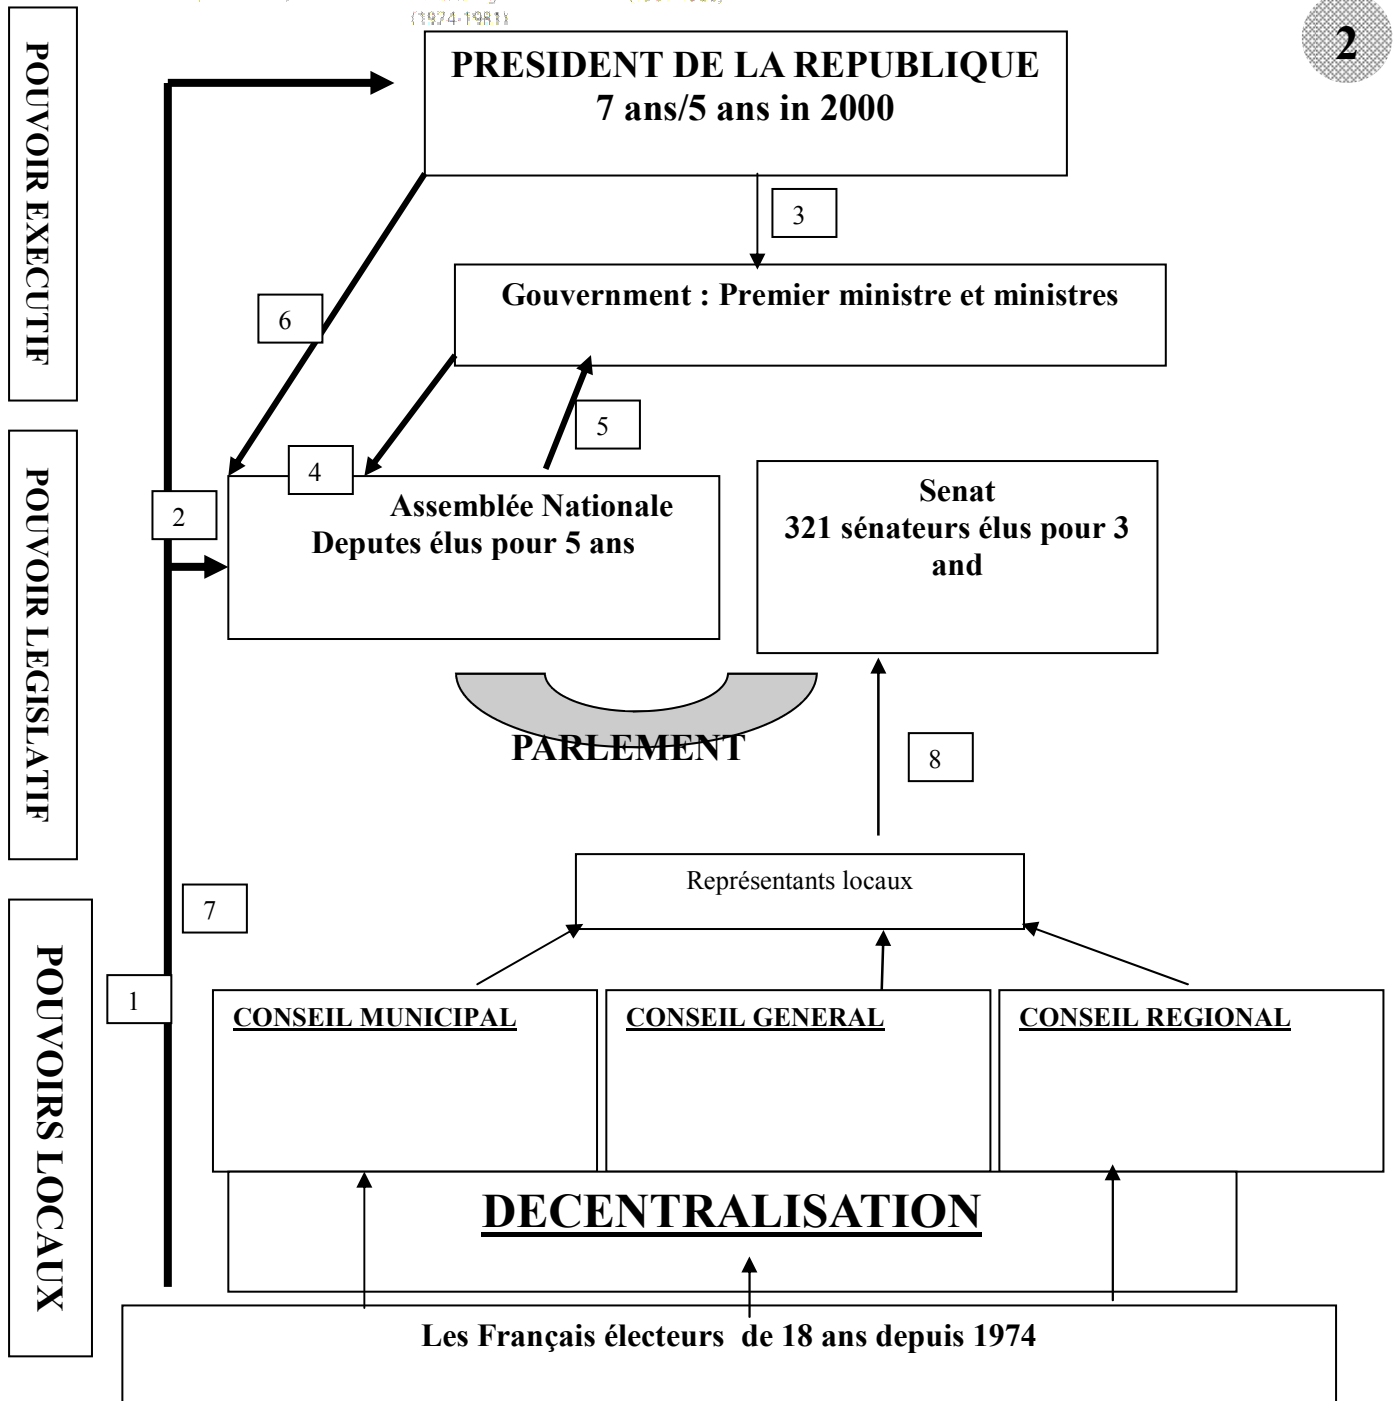 (1974-1981)
2
POUVOIR EXECUTIF
PRESIDENT DE LA REPUBLIQUE
7 ans/5 ans in 2000
3
Gouvernment : Premier ministre et ministres
6
5
4
POUVOIR LEGISLATIF
2
Assemblée Nationale
Deputes élus pour 5 ans
Senat
321 sénateurs élus pour 3
and
PARLEMENT
8
Représentants locaux
7
POUVOIRS LOCAUX
1
CONSEIL MUNICIPAL
CONSEIL GENERAL
CONSEIL REGIONAL
DECENTRALISATION
Les Français électeurs de 18 ans depuis 1974